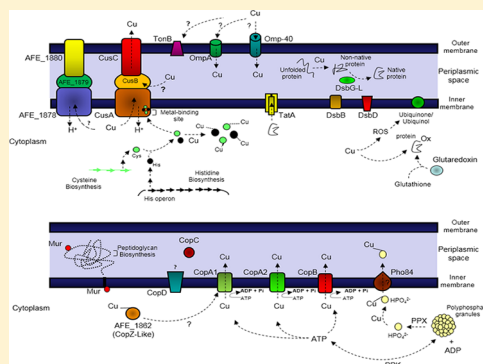 Cu
TonB
?
?
Cu
Omp-40
AFE_1880
CusC
OmpA
Outer membrane
Cu
Cu
Unfolded protein
Non-native protein
Native protein
Cu
DsbG-L
Periplasmic space
AFE_1879
CusB
Cu
?
AFE_1878
CusA
?
TatA
DsbB
DsbD
Ubiquinone/
Ubiquinol
Inner membrane
H+
H+
Metal-binding site
Cytoplasm
Cu
Cu
Cu
Cu
Cu
ROS
protein
Ox
Cys
His
Cysteine Biosynthesis
Histidine Biosynthesis
His operon
Glutaredoxin
Glutathione
Outer membrane
Mur
Peptidoglycan Biosynthesis
CopC
Cu
Periplasmic space
?
CopD
Cu
CopA1
Cu
CopA2
Cu
CopB
Pho84
Inner membrane
Mur
ADP + Pi
ATP
ADP + Pi
ATP
ADP + Pi
ATP
Cytoplasm
Cu
Cu
Cu
Cu
Cu
HPO₄²⁻
AFE_1862
(CopZ-Like)
?
ATP
HPO₄²⁻
PPX
Polyphosphate granules
+
ADP